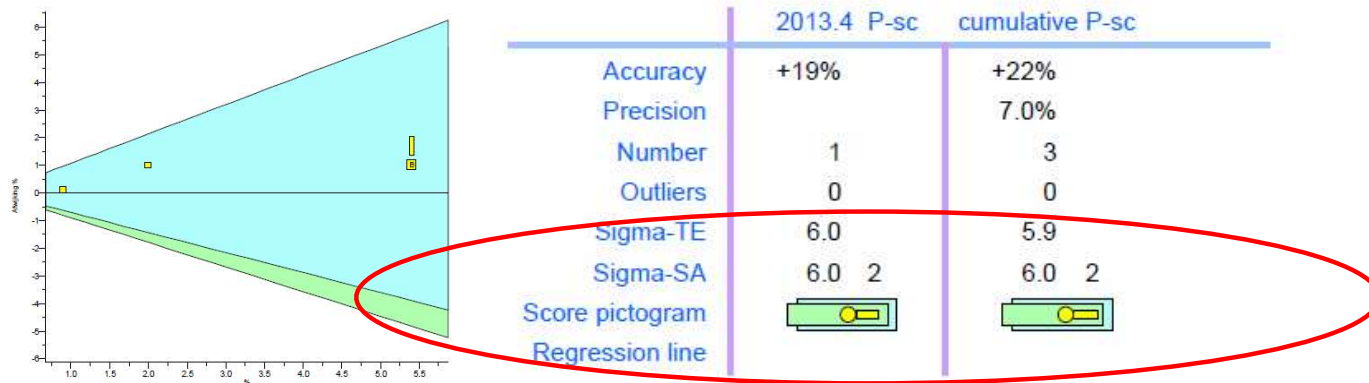 2013.4 P-sc cumulative P-sc
Accuracy +19% +22%
Precision 7.0%
Number 1 3
Outliers 0 0
Sigma-TE 6.0 5.9
Sigma-SA 6.0 2 6.0 2
Score pictogram
Regression line
Afwijking %
6
5
4
3
2
1
0
-1
-2
-3
-4
-5
-6
B
1.0 1.5 2.0 2.5 3.0 3.5 4.0 4.5 5.0 5.5
%